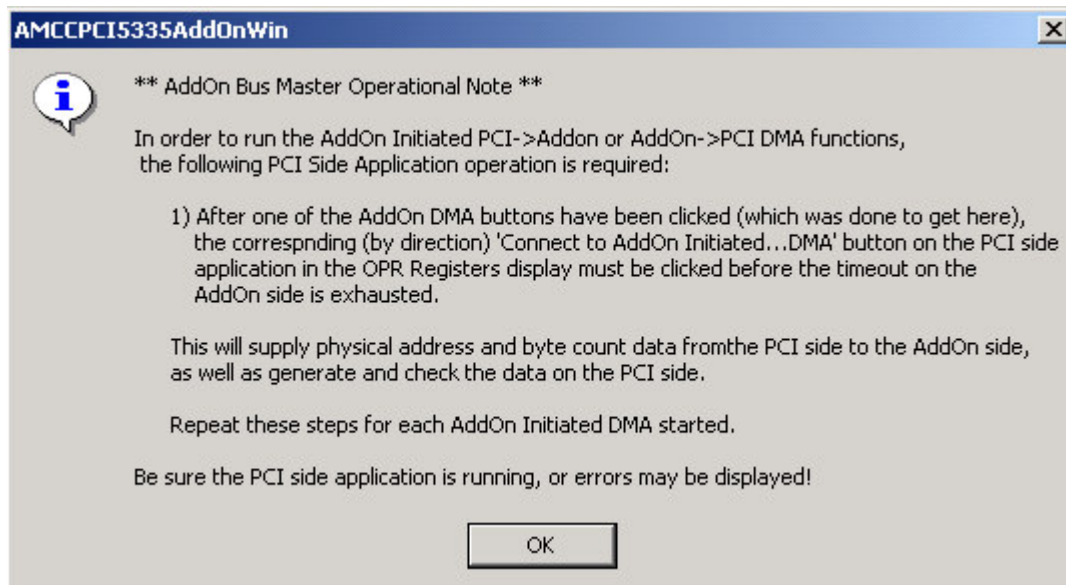 AMCCPCI5335AddOnWin
** AddOn Bus Master Operational Note **
In order to run the AddOn Initiated PCI->Addon or AddOn->PCI DMA functions,
the following PCI Side Application operation is required:
1) After one of the AddOn DMA buttons have been clicked (which was done to get here),
the correspnding (by direction) 'Connect to AddOn Initiated...DMA' button on the PCI side
application in the OPR Registers display must be clicked before the timeout on the
AddOn side is exhausted.
This will supply physical address and byte count data fromthe PCI side to the AddOn side,
as well as generate and check the data on the PCI side.
Repeat these steps for each AddOn Initiated DMA started.
Be sure the PCI side application is running, or errors may be displayed!
OK